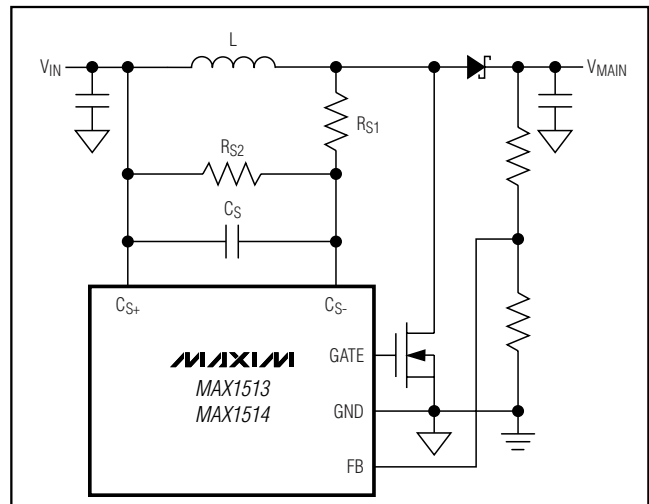 L
VIN
VMAIN
RS1
RS2
CS
CS+
CS-
MAXIM
MAX1513
MAX1514
GATE
GND
FB